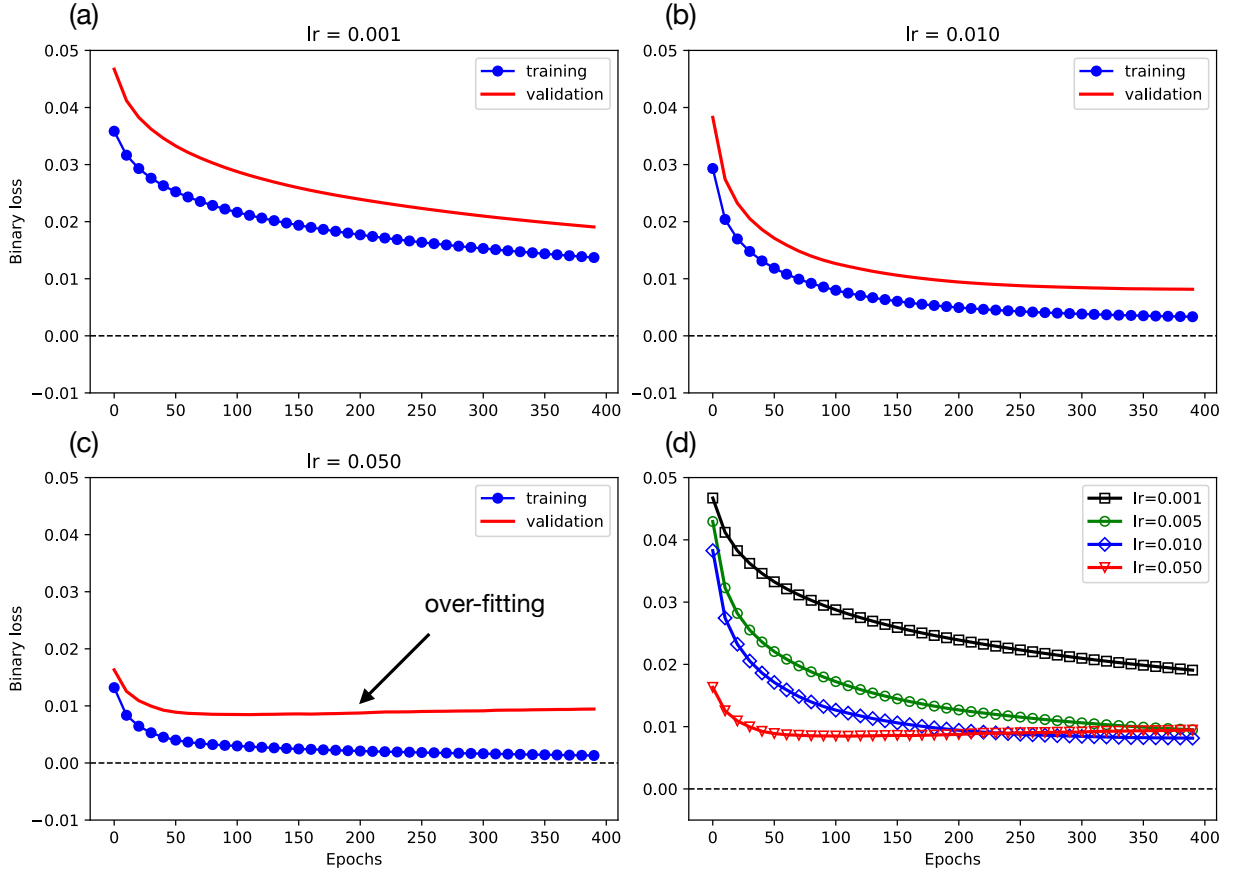 (a)
lr = 0.001
0.05
0.04
0.03
0.02
0.01
0.00
−0.01
Binary loss
training
validation
0 50 100 150 200 250 300 350 400
(b)
lr = 0.010
0.05
0.04
0.03
0.02
0.01
0.00
−0.01
training
validation
0 50 100 150 200 250 300 350 400
(c)
lr = 0.050
0.05
0.04
0.03
0.02
0.01
0.00
−0.01
Binary loss
training
validation
over-fitting
0 50 100 150 200 250 300 350 400
Epochs
(d)
0.05
0.04
0.03
0.02
0.01
0.00
lr=0.001
lr=0.005
lr=0.010
lr=0.050
0 50 100 150 200 250 300 350 400
Epochs